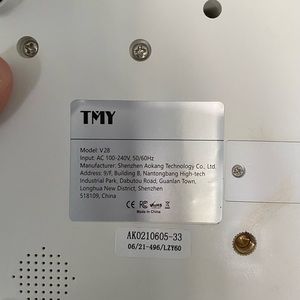 TMY
Model: V28
Input: AC 100-240V, 50/60Hz
Manufacturer: Shenzhen Aokang Technology Co., Ltd.
Address: 9/F, Building B, Nantongbang High-tech
Industrial Park, Dabutou Road, Guanlan Town,
Longhua New District, Shenzhen
518109, China
CE RoHS
Made in China
AK0210605-33
06/21-496/LZY60